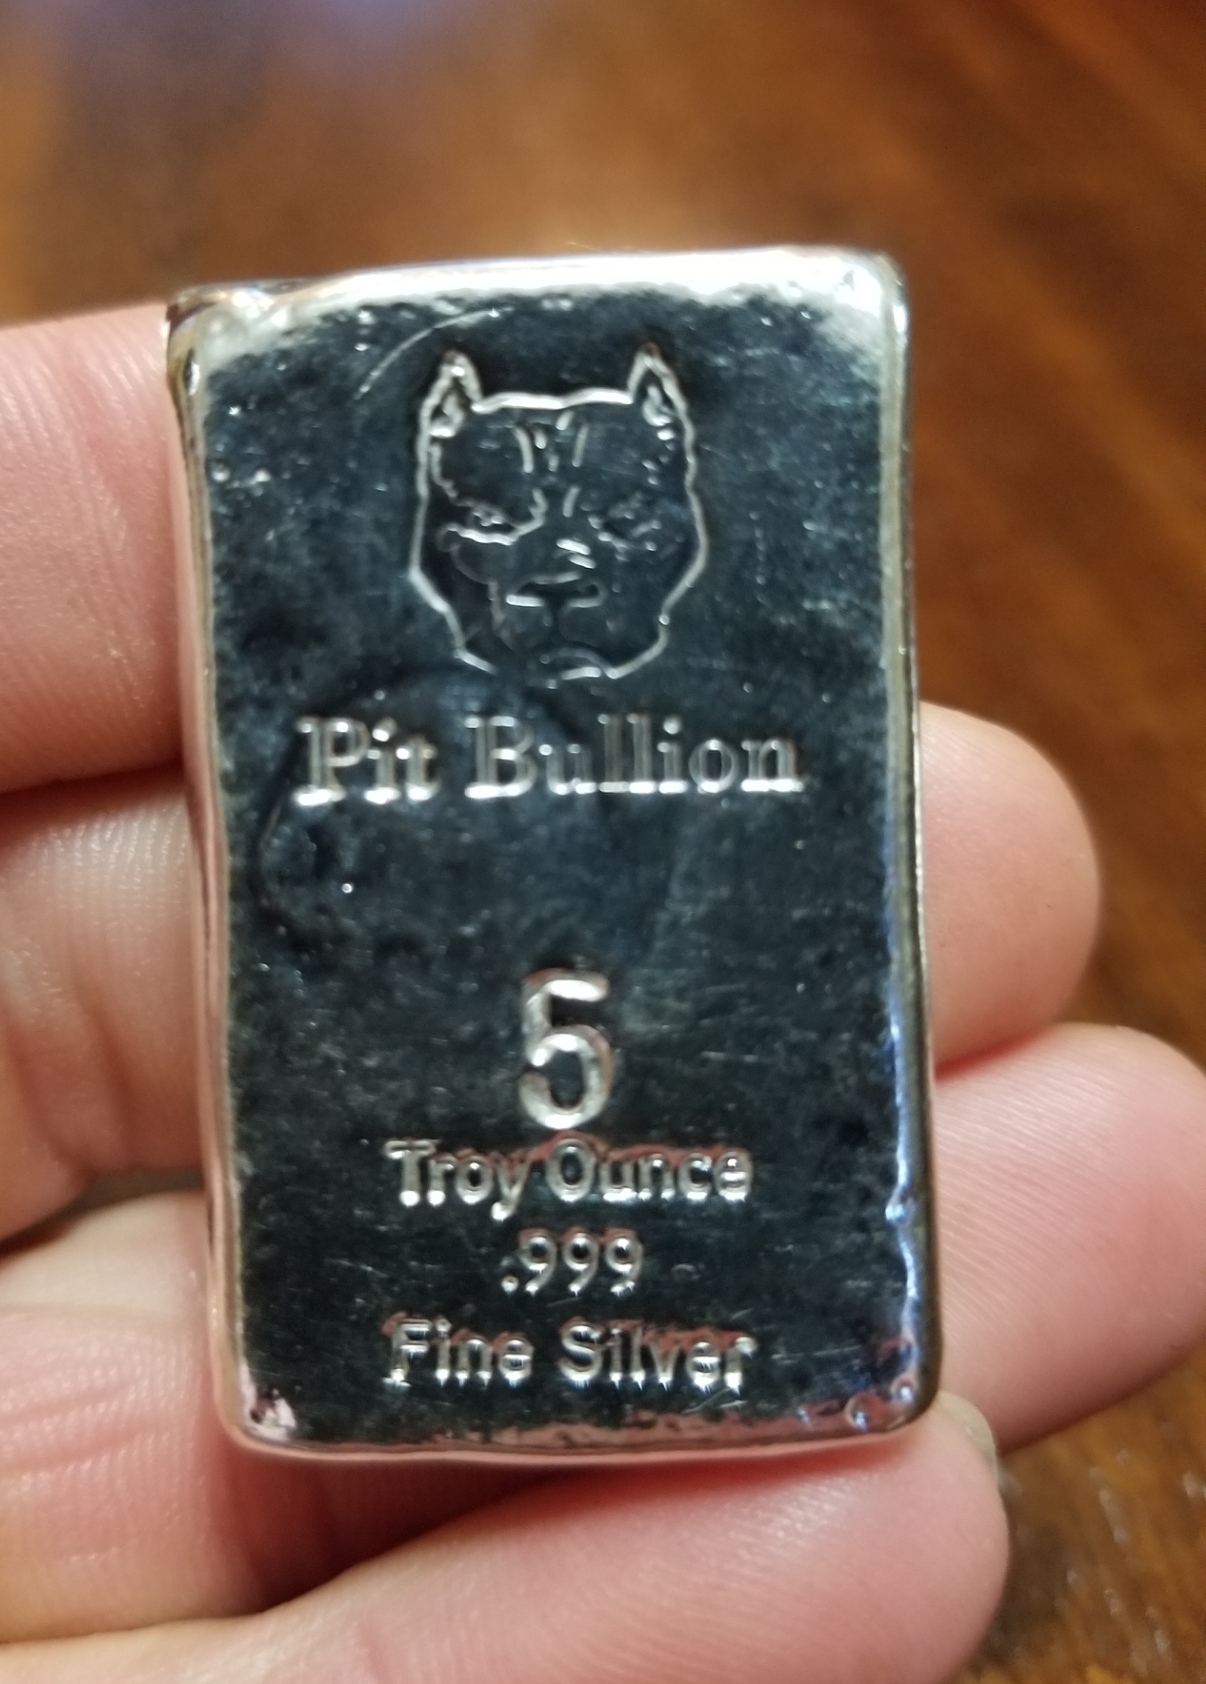 Pit Bullion
5
Troy Ounce
.999
Fine Silver